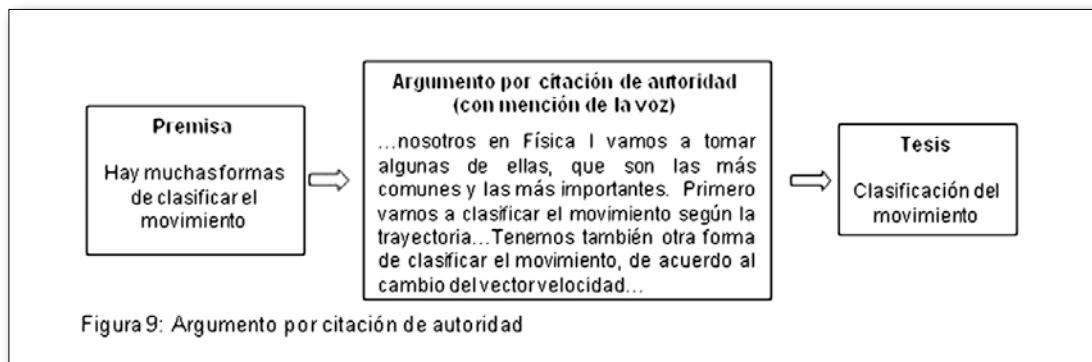 Premisa
Hay muchas formas
de clasificar el
movimiento
Argumento por citación de autoridad
(con mención de la voz)
...nosotros en Física I vamos a tomar
algunas de ellas, que son las más
comunes y las más importantes. Primero
vamos a clasificar el movimiento según la
trayectoria...Tenemos también otra forma
de clasificar el movimiento, de acuerdo al
cambio del vector velocidad...
Tesis
Clasificación del
movimiento
Figura 9: Argumento por citación de autoridad